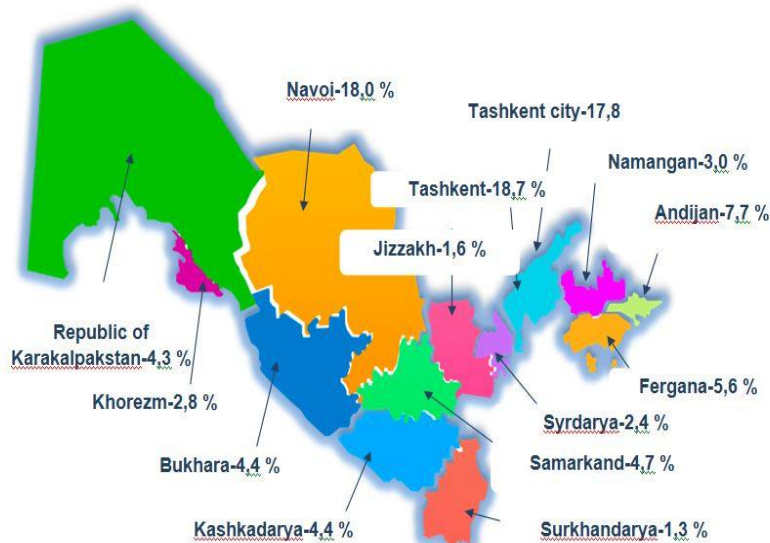 Navoi-18,0 %
Tashkent city-17,8
Namangan-3,0 %
Tashkent-18,7 %
Andijan-7,7 %
Jizzakh-1,6 %
Republic of
Karakalpakstan-4,3 %
Khorezm-2,8 %
Fergana-5,6 %
Syrdarya-2,4 %
Bukhara-4,4 %
Samarkand-4,7 %
Kashkadarya-4,4 %
Surkhandarya-1,3 %